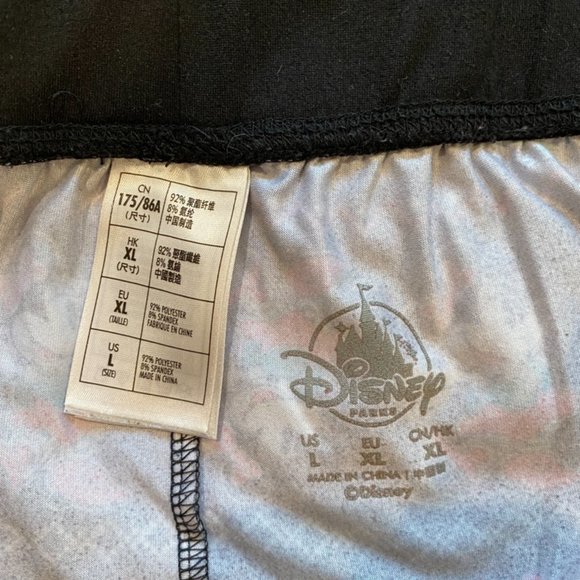 CN
175/86A
(尺寸)
92% 聚酯纤维
8% 氨纶
中国制造
HK
XL
(尺寸)
92% 聚酯纖維
8% 氨綸
中國製造
EU
XL
(TAILLE)
92% POLYESTER
8% SPANDEX
FABRIQUÉ EN CHINE
US
L
(SIZE)
92% POLYESTER
8% SPANDEX
MADE IN CHINA
DISNEY
PARKS
US EU CN/HK
L XL XL
MADE IN CHINA | 中国制
©Disney